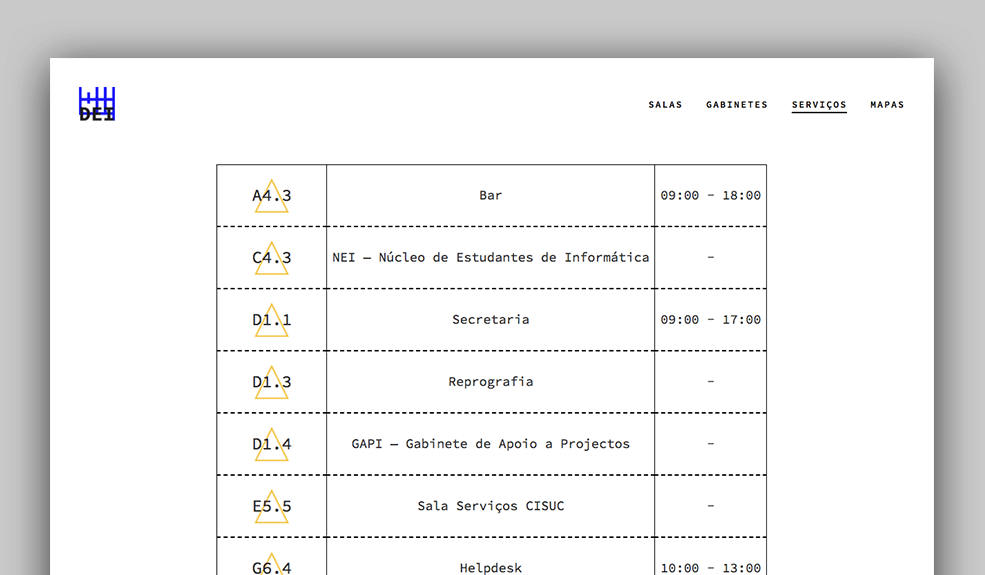 DEI
SALAS GABINETES SERVIÇOS MAPAS
A4.3 Bar 09:00 – 18:00
C4.3 NEI — Núcleo de Estudantes de Informática –
D1.1 Secretaria 09:00 – 17:00
D1.3 Reprografia –
D1.4 GAPI — Gabinete de Apoio a Projectos –
E5.5 Sala Serviços CISUC –
G6.4 Helpdesk 10:00 – 13:00